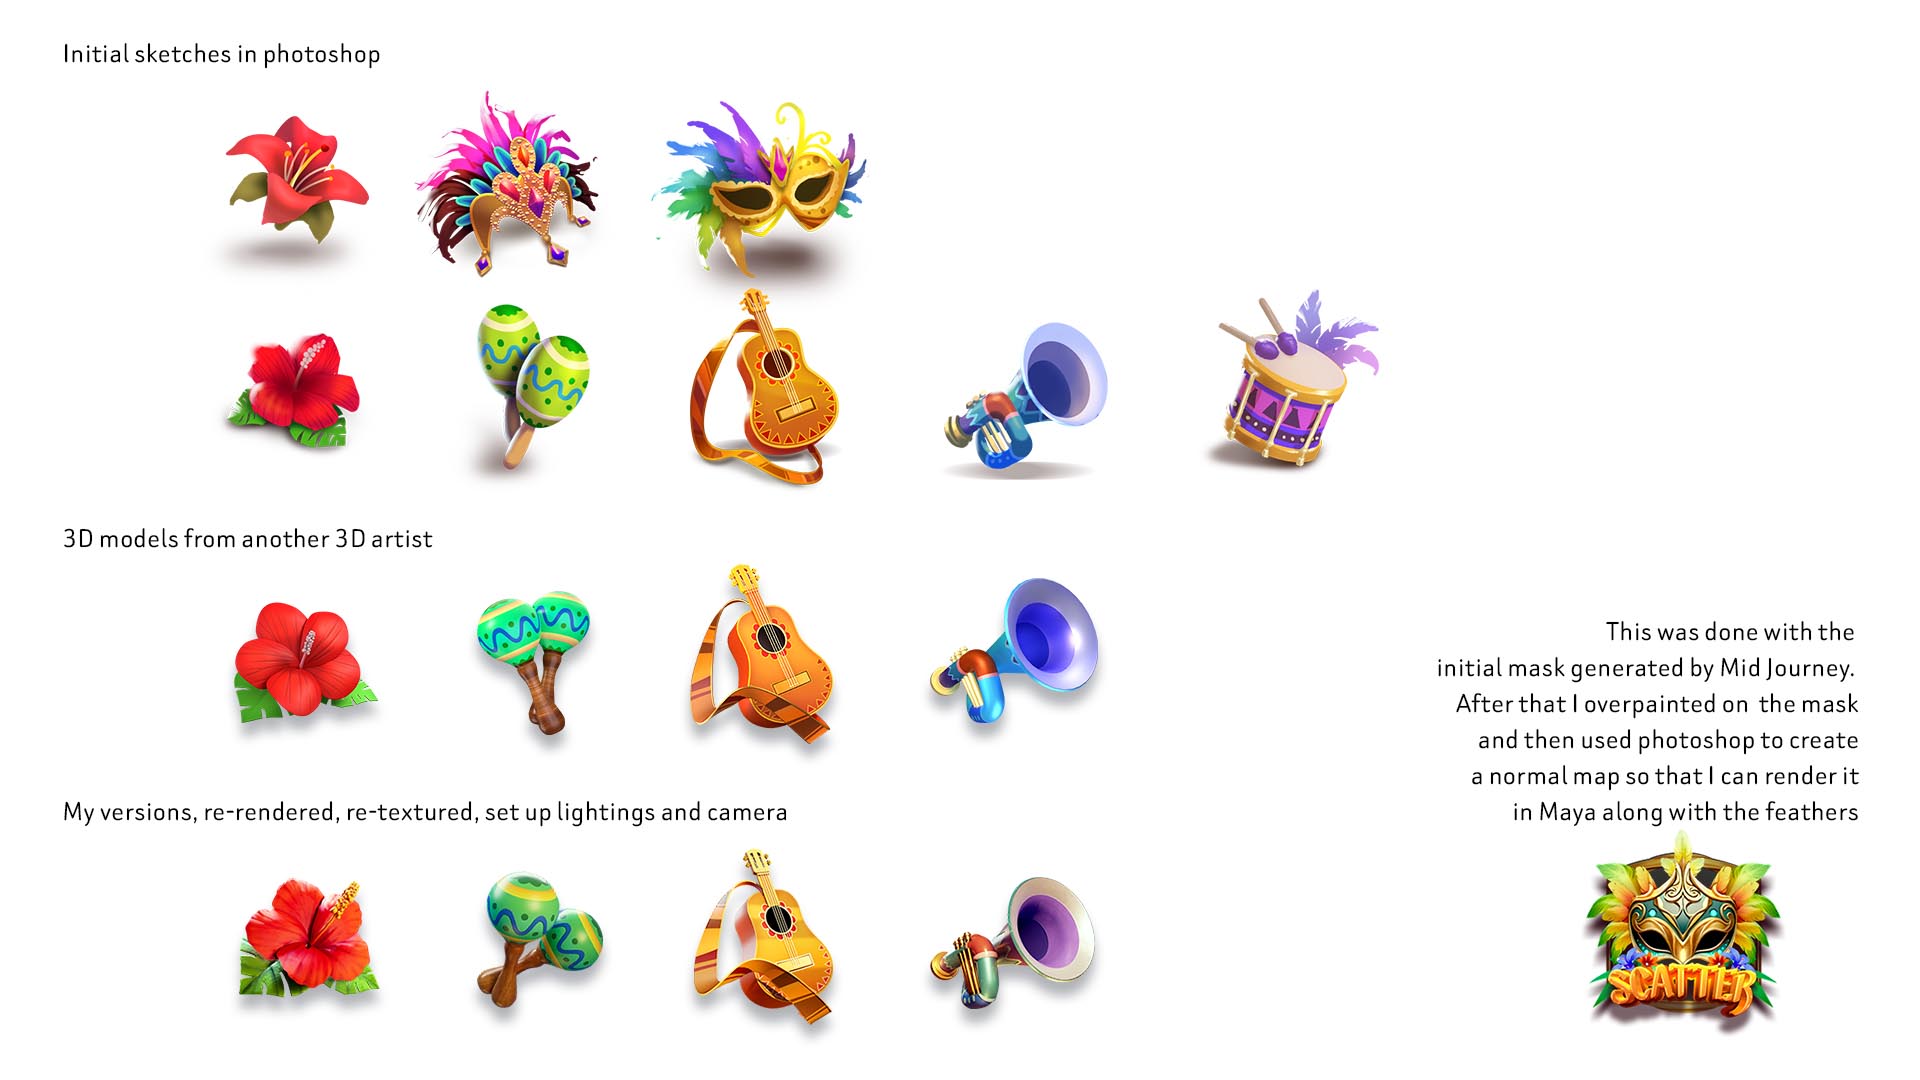 Initial sketches in photoshop
3D models from another 3D artist
This was done with the
initial mask generated by Mid Journey.
After that I overpainted on the mask
and then used photoshop to create
a normal map so that I can render it
in Maya along with the feathers
My versions, re-rendered, re-textured, set up lightings and camera
SCATTER